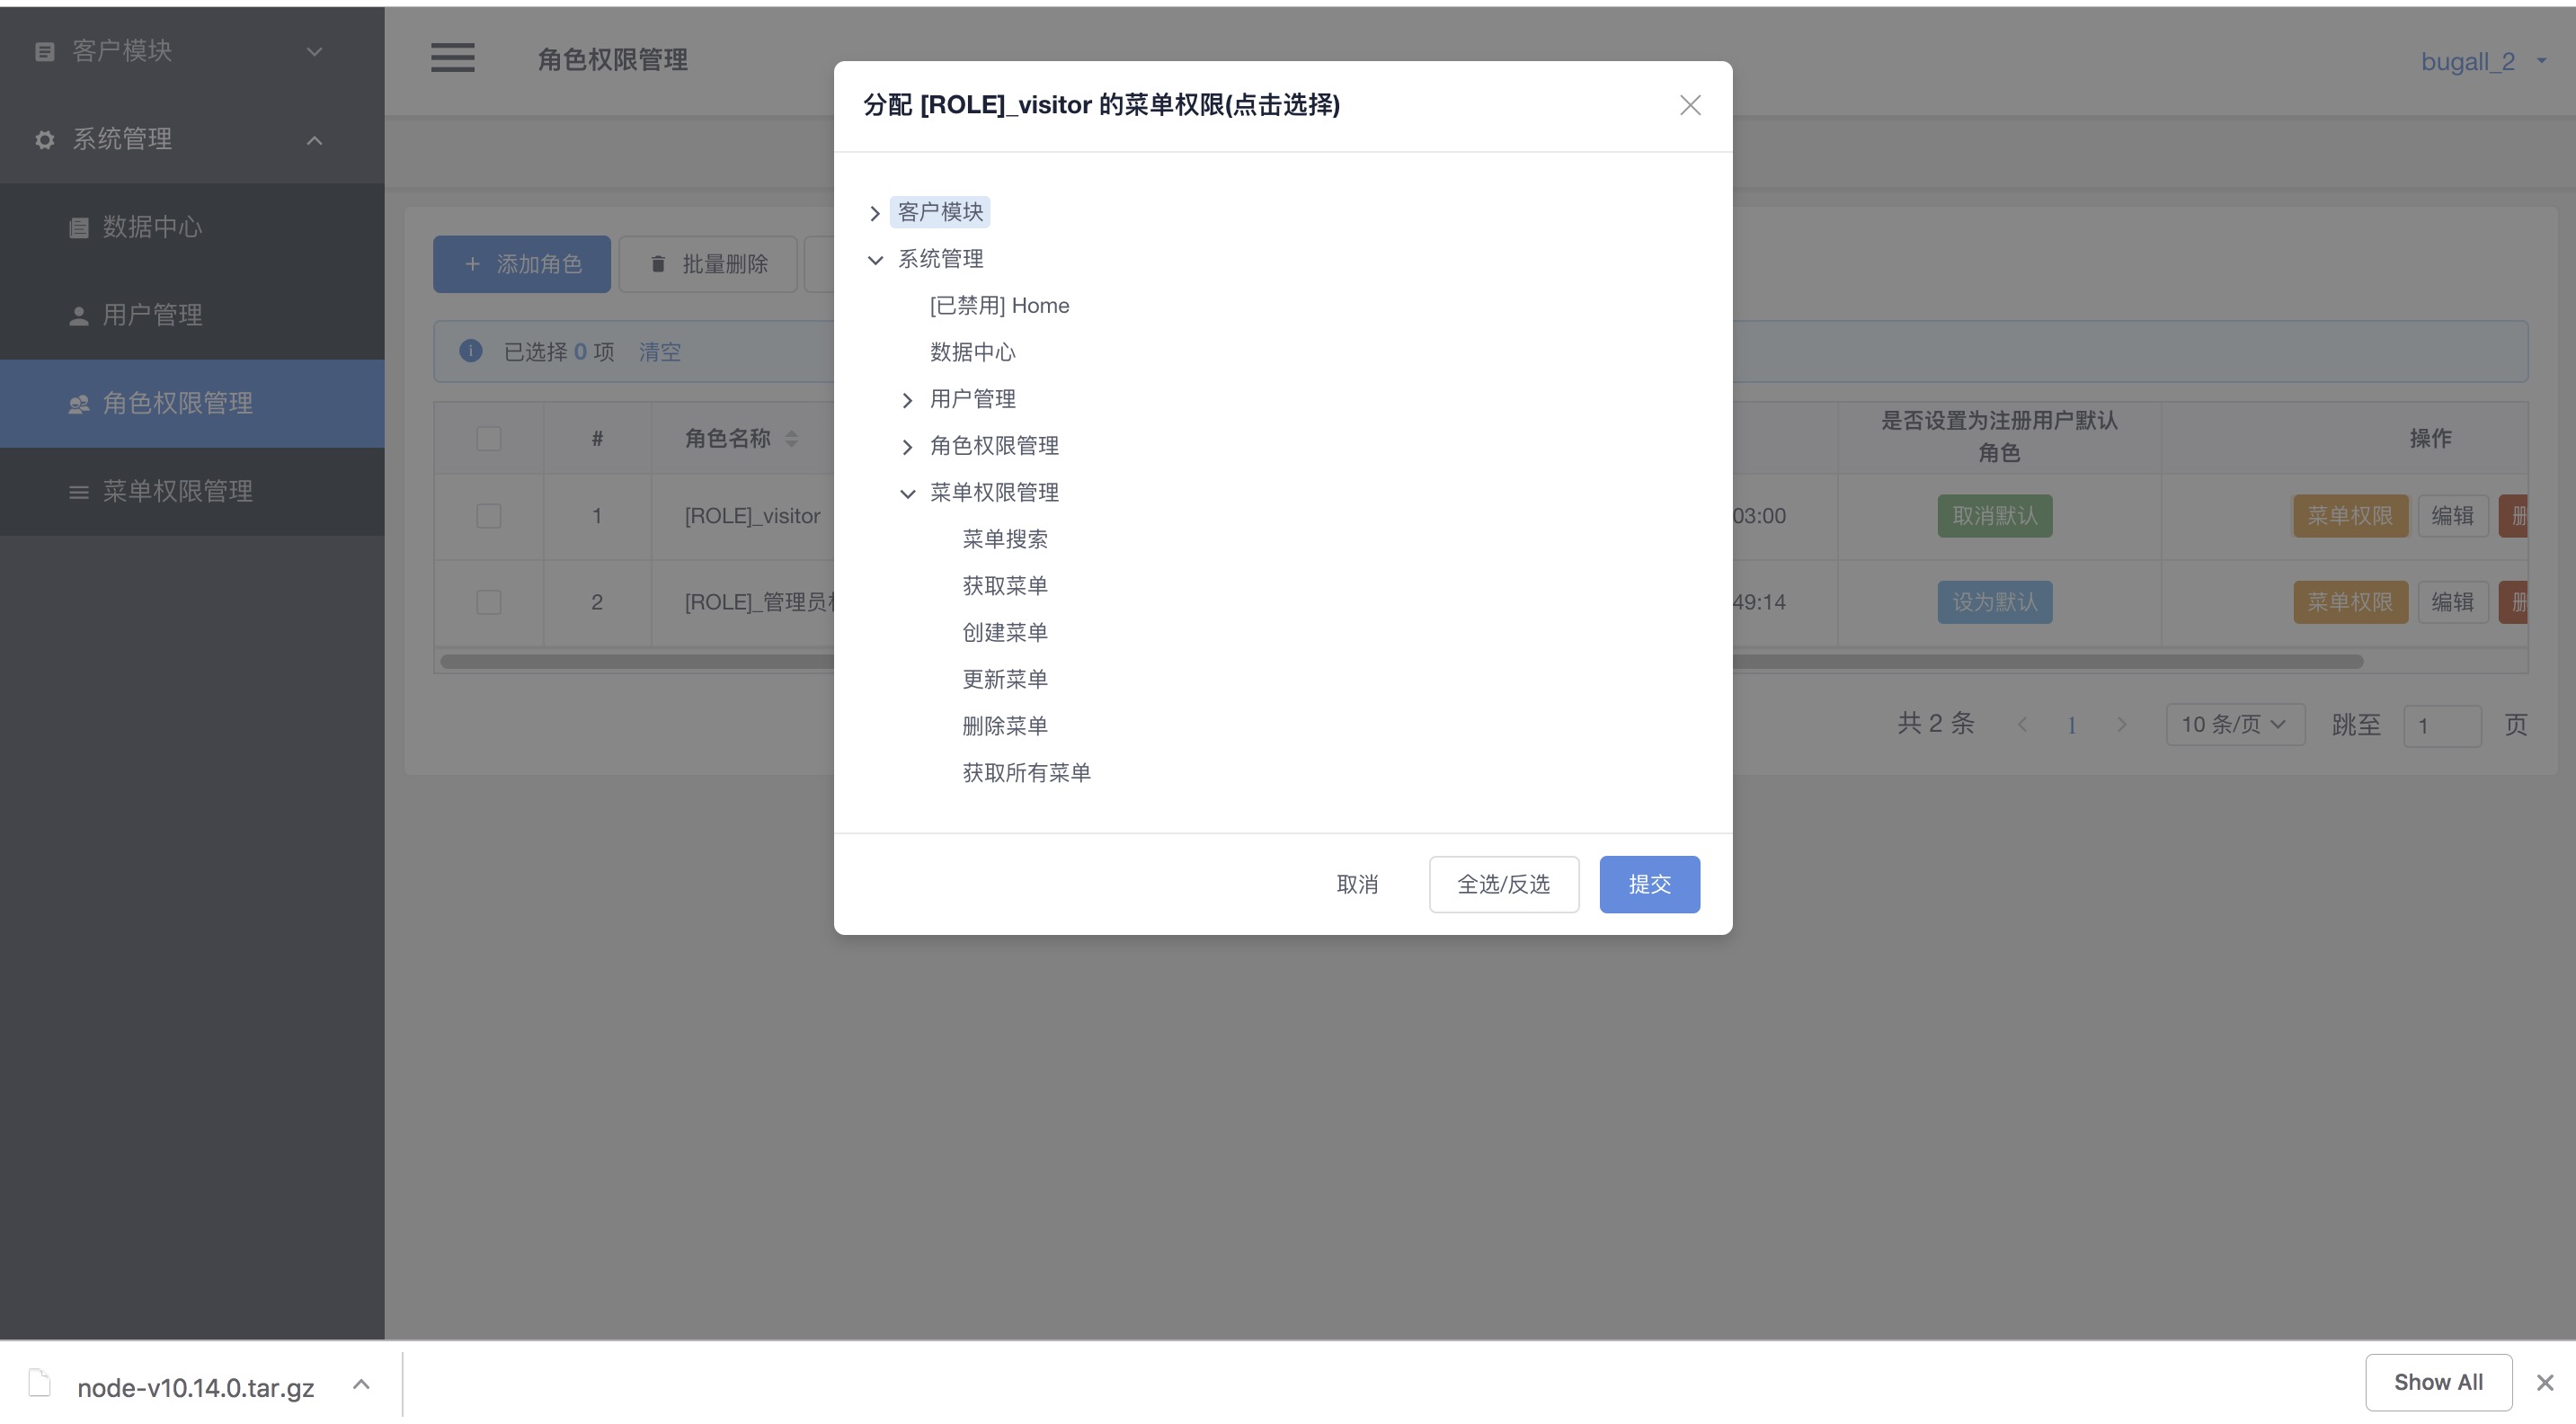 客户模块
系统管理
数据中心
用户管理
角色权限管理
菜单权限管理
角色权限管理
bugall_2
添加角色
批量删除
已选择 0 项 清空
# 角色名称 是否设置为注册用户默认角色 操作
1 [ROLE]_visitor 03:00 取消默认 菜单权限 编辑 删
2 [ROLE]_管理员 49:14 设为默认 菜单权限 编辑 删
共 2 条 1 10 条/页 跳至 1 页
分配 [ROLE]_visitor 的菜单权限(点击选择)
客户模块
系统管理
[已禁用] Home
数据中心
用户管理
角色权限管理
菜单权限管理
菜单搜索
获取菜单
创建菜单
更新菜单
删除菜单
获取所有菜单
取消 全选/反选 提交
node-v10.14.0.tar.gz
Show All